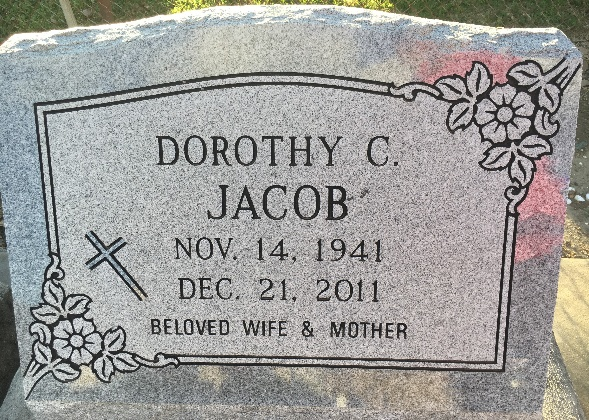 DOROTHY C.
JACOB
NOV. 14, 1941
DEC. 21, 2011
BELOVED WIFE & MOTHER